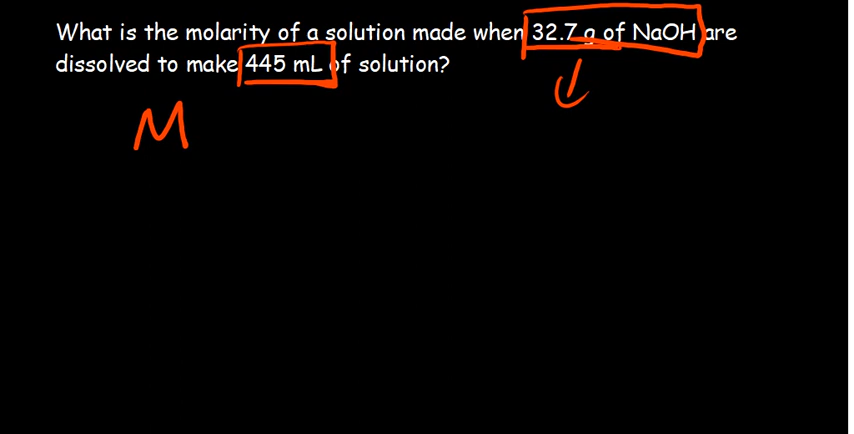 What is the molarity of a solution made when 32.7 g of NaOH are
dissolved to make 445 mL of solution?
M